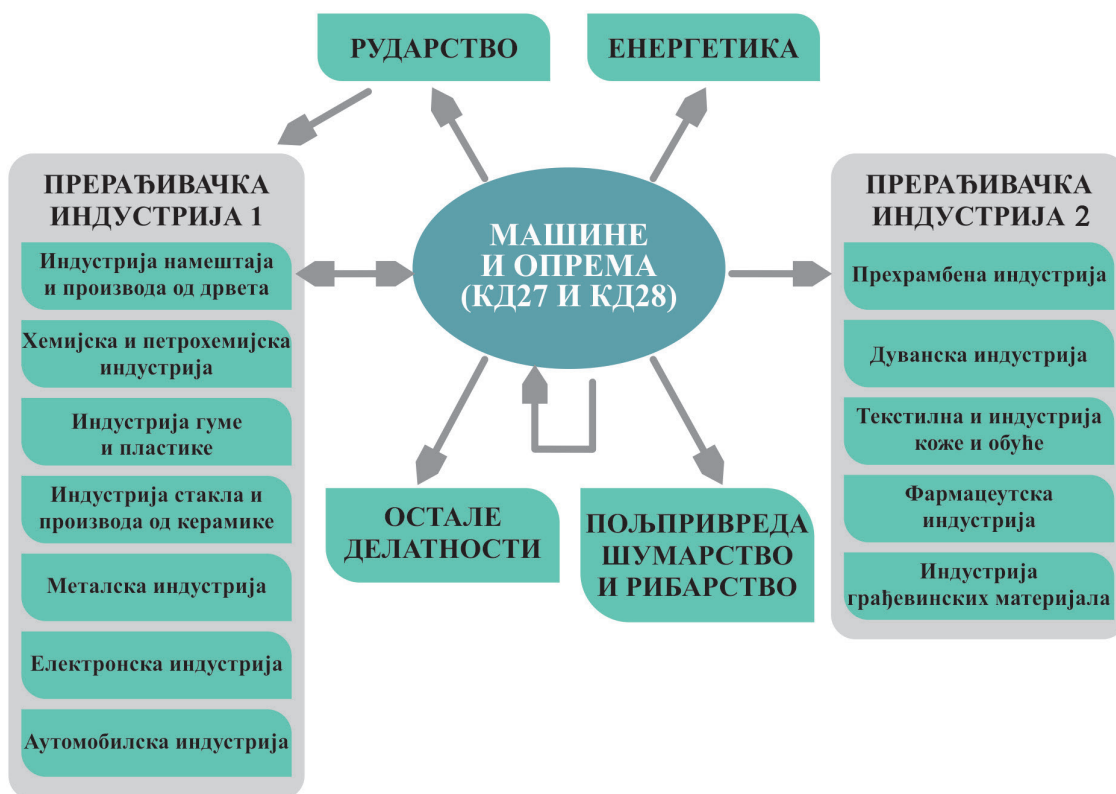 РУДАРСТВО
ЕНЕРГЕТИКА
ПРЕРАЂИВАЧКА
ИНДУСТРИЈА 1
Индустрија намештаја
и производа од дрвета
Хемијска и петрохемијска
индустрија
Индустрија гуме
и пластике
Индустрија стакла и
производа од керамике
Металска индустрија
Електронска индустрија
Аутомобилска индустрија
МАШИНЕ
И ОПРЕМА
(КД27 И КД28)
ОСТАЛЕ
ДЕЛАТНОСТИ
ПОЉПРИВРЕДА
ШУМАРСТВО
И РИБАРСТВО
ПРЕРАЂИВАЧКА
ИНДУСТРИЈА 2
Прехрамбена индустрија
Дуванска индустрија
Текстилна и индустрија
коже и обуће
Фармацеутска
индустрија
Индустрија
грађевинских материјала